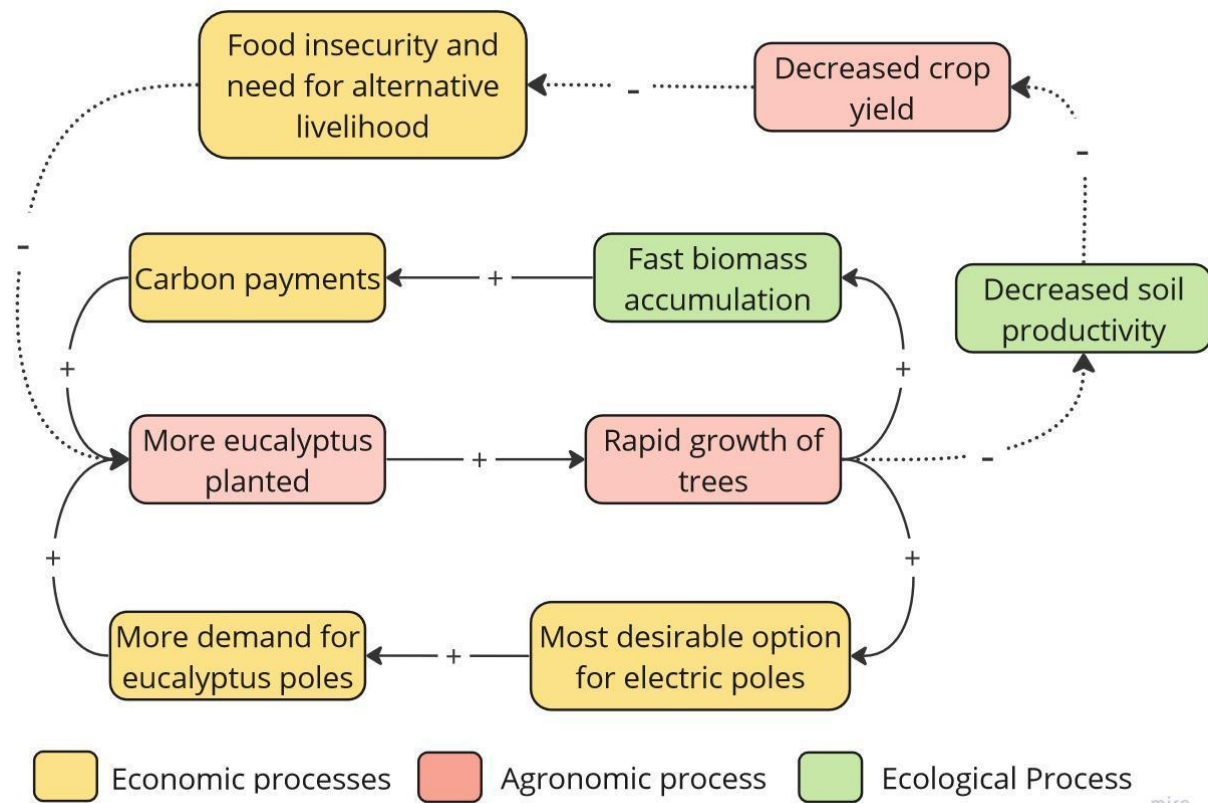 Food insecurity and
need for alternative
livelihood
-
Decreased crop
yield
-
-
Carbon payments
+
Fast biomass
accumulation
Decreased soil
productivity
+
+
More eucalyptus
planted
+
Rapid growth of
trees
-
+
+
More demand for
eucalyptus poles
+
Most desirable option
for electric poles
Economic processes
Agronomic process
Ecological Process
miro